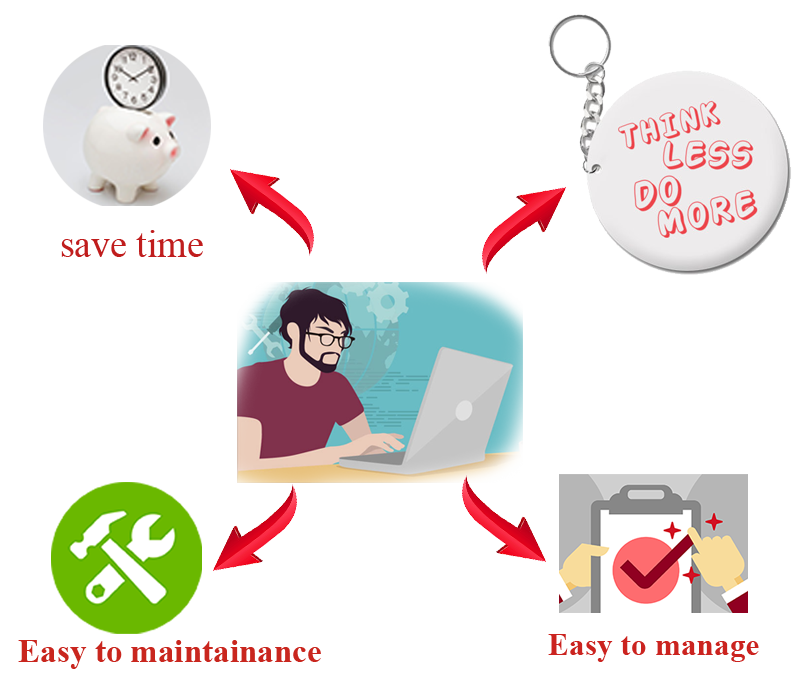 THINK
LESS
DO
MORE
save time
Easy to maintainance
Easy to manage